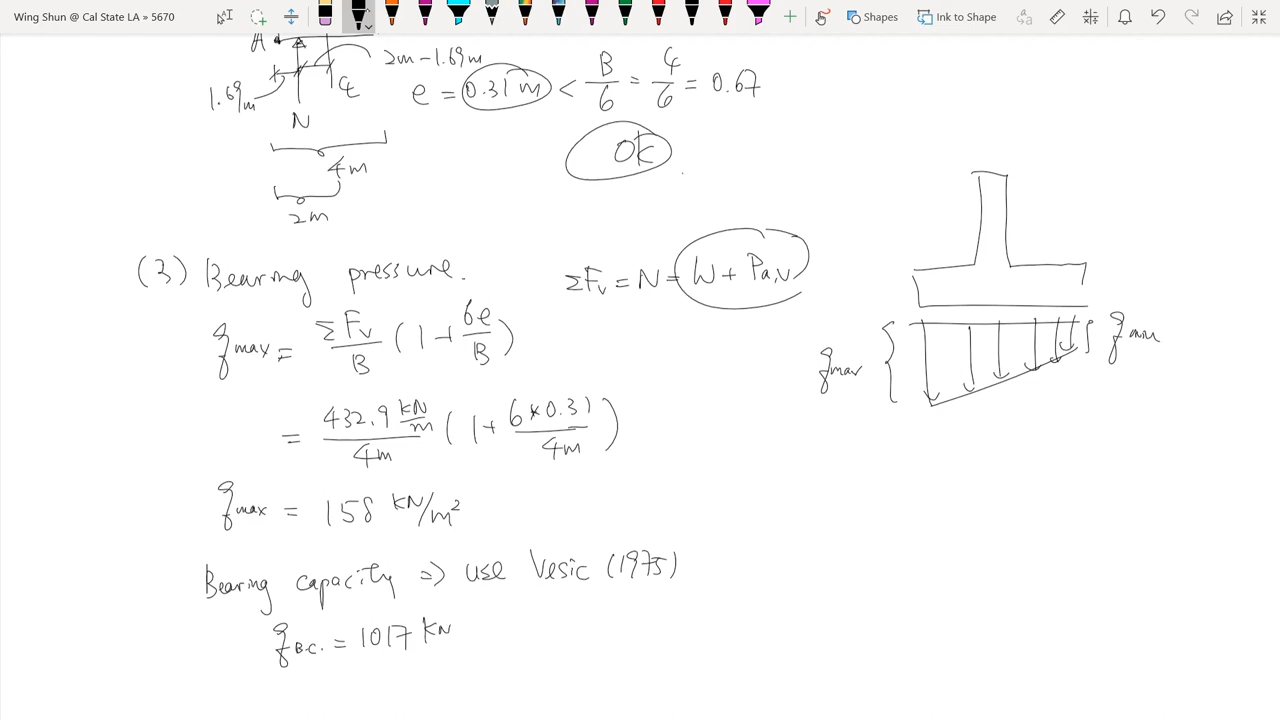 Wing Shun @ Cal State LA » 5670
Shapes
Ink to Shape
A
2m-1.69m
1.69m
℄
N
4m
2m
e = 0.31 m < B/6 = 4/6 = 0.67
OK
(3) Bearing pressure.
ΣFv = N = W + Pa,v
qmax = ΣFv/B (1+6e/B)
= 432.9 kN/m/4m (1+6*0.31/4m)
qmax = 158 kN/m²
Bearing capacity => use Vesic (1975)
qB.C. = 1017 kN
qmax
qmin